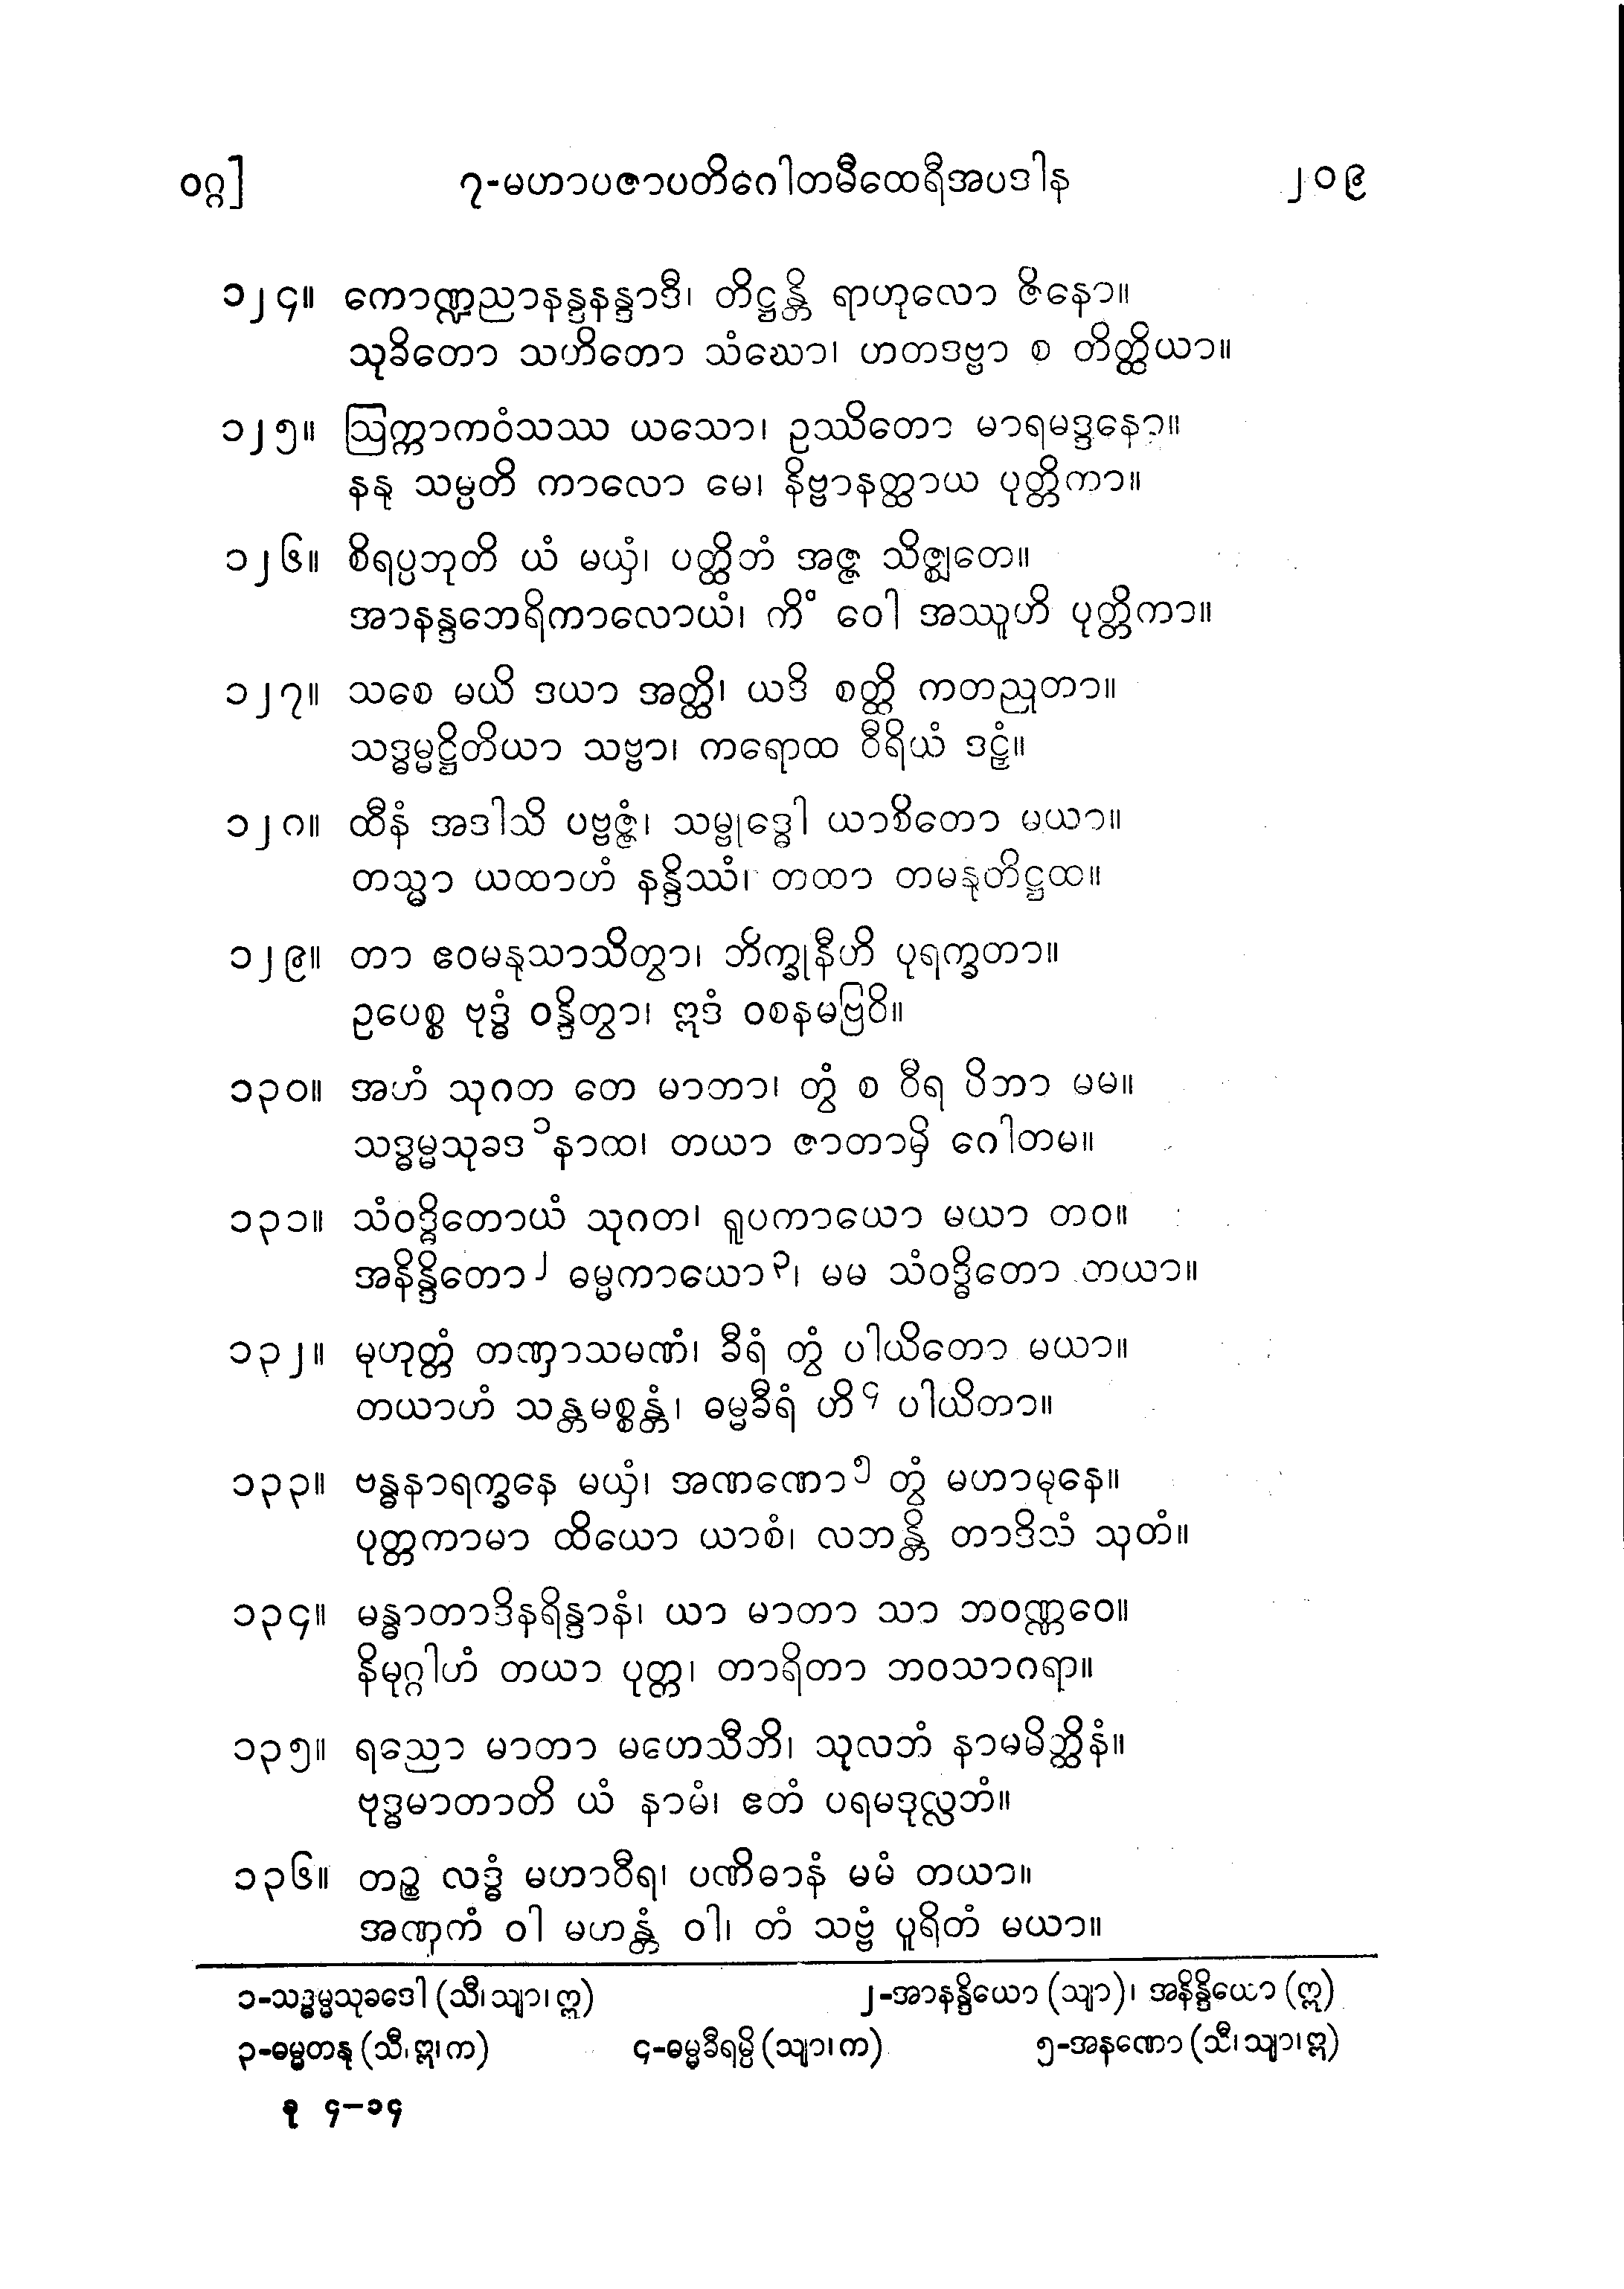 ဝဂ္ဂ]
၇-မဟာပဇာပတိဂေါတမီထေရီအပဒါန
၂၀၉
၁၂၄။ ကောဏ္ဍညာနန္ဒနန္ဒာဒီ၊ တိဋ္ဌန္တိ ရာဟုလော ဇိနော။
သုခိတော သဟိတော သံဃော၊ ဟတဒဗ္ဗာ စ တိတ္ထိယာ။
၁၂၅။ ဩက္ကာကဝံသဿ ယသော၊ ဥဿိတော မာရမဒ္ဒနော။
နနု သမ္ပတိ ကာလော မေ၊ နိဗ္ဗာနတ္ထာယ ပုတ္တိကာ။
၁၂၆။ စိရပ္ပဘုတိ ယံ မယှံ၊ ပတ္ထိတံ အဇ္ဇ သိဇ္ဈတေ။
အာနန္ဒဘေရိကာလောယံ၊ ကိံ ဝေါ အဿူဟိ ပုတ္တိကာ။
၁၂၇။ သစေ မယိ ဒယာ အတ္ထိ၊ ယဒိ စတ္ထိ ကတညုတာ။
သဒ္ဓမ္မဋ္ဌိတိယာ သဗ္ဗာ၊ ကရောထ ဝီရိယံ ဒဠှံ။
၁၂၈။ ထီနံ အဒါသိ ပဗ္ဗဇ္ဇံ၊ သမ္ဗုဒ္ဓေါ ယာစိတော မယာ။
တသ္မာ ယထာဟံ နန္ဒိဿံ၊ တထာ တမနုတိဋ္ဌထ။
၁၂၉။ တာ ဧဝမနုသာသိတွာ၊ ဘိက္ခုနီဟိ ပုရက္ခတာ။
ဥပေစ္စ ဗုဒ္ဓံ ဝန္ဒိတွာ၊ ဣဒံ ဝစနမဗြဝိ။
၁၃၀။ အဟံ သုဂတ တေ မာတာ၊ တွံ စ ဝီရ ပိတာ မမ။
သဒ္ဓမ္မသုခဒ ၁နာထ၊ တယာ ဇာတာမှိ ဂေါတမ။
၁၃၁။ သံဝဒ္ဓိတောယံ သုဂတ၊ ရူပကာယော မယာ တဝ။
အနိန္ဒိတော၂ ဓမ္မကာယော၃၊ မမ သံဝဒ္ဓိတော တယာ။
၁၃၂။ မုဟုတ္တံ တဏှာသမဏံ၊ ခီရံ တွံ ပါယိတော မယာ။
တယာဟံ သန္တမစ္စန္တံ၊ ဓမ္မခီရံ ဟိ၄ ပါယိတာ။
၁၃၃။ ဗန္ဓနာရက္ခနေ မယှံ၊ အဏဏော၅ တွံ မဟာမုနေ။
ပုတ္တကာမာ ထိယော ယာစံ၊ လဘန္တိ တာဒိသံ သုတံ။
၁၃၄။ မန္ဓာတာဒိနရိန္ဒာနံ၊ ယာ မာတာ သာ ဘဝဏ္ဏဝေ။
နိမုဂ္ဂါဟံ တယာ ပုတ္တ၊ တာရိတာ ဘဝသာဂရာ။
၁၃၅။ ရညော မာတာ မဟေသီတိ၊ သုလဘံ နာမမိတ္ထိနံ။
ဗုဒ္ဓမာတာတိ ယံ နာမံ၊ ဧတံ ပရမဒုလ္လဘံ။
၁၃၆။ တဉ္စ လဒ္ဓံ မဟာဝီရ၊ ပဏိဓာနံ မမံ တယာ။
အဏုကံ ဝါ မဟန္တံ ဝါ၊ တံ သဗ္ဗံ ပူရိတံ မယာ။
၁-သဒ္ဓမ္မသုခဒေါ (သီ၊ သျာ၊ ဣ)
၂-အာနန္ဒိယော (သျာ)၊ အနိန္ဒိယော (ဣ)
၃-ဓမ္မတနု (သီ၊ ဣ၊ က)
၄-ဓမ္မခီရမ္ပိ (သျာ၊ က)
၅-အနဏော (သီ၊ သျာ၊ ဣ)
ခု ၄–၁၄